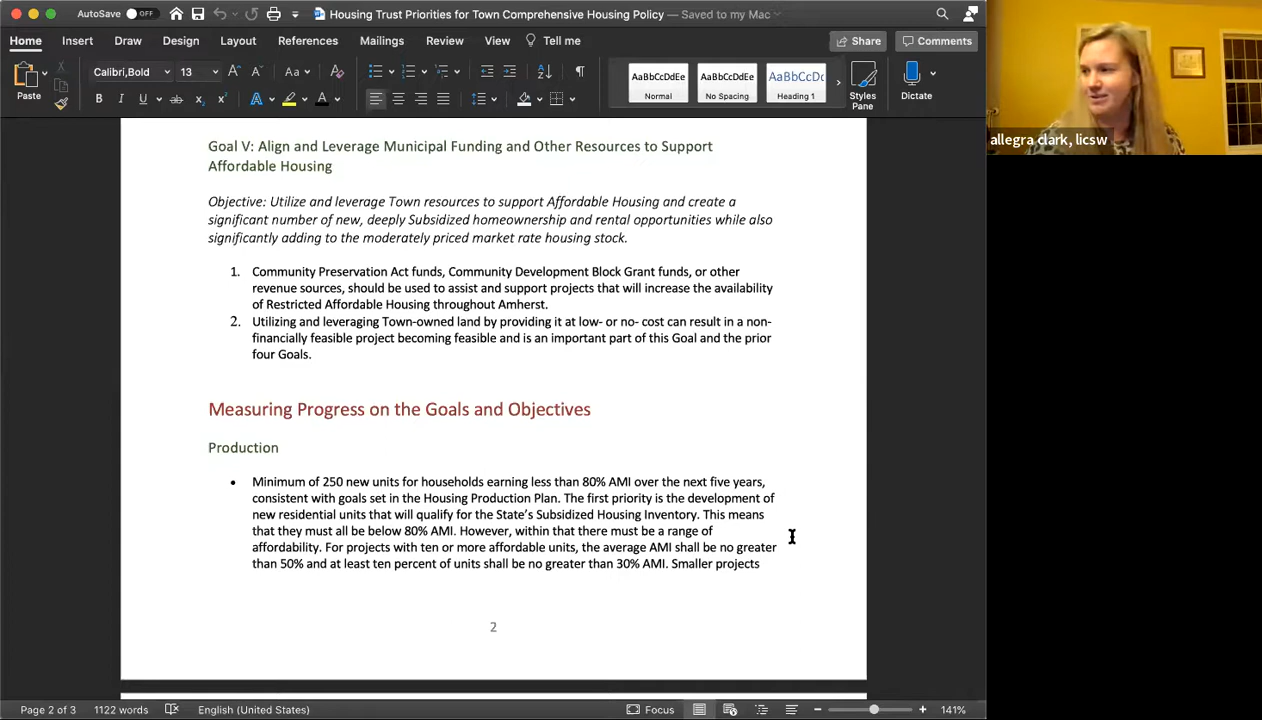 AutoSave OFF
Housing Trust Priorities for Town Comprehensive Housing Policy — Saved to my Mac
Home Insert Draw Design Layout References Mailings Review View Tell me
Share Comments
Paste
Calibri,Bold 13
AaBbCcDdEe
Normal
AaBbCcDdEe
No Spacing
AaBbCcDc
Heading 1
Styles
Pane
Dictate
allegra clark, licsw
Goal V: Align and Leverage Municipal Funding and Other Resources to Support
Affordable Housing
Objective: Utilize and leverage Town resources to support Affordable Housing and create a
significant number of new, deeply Subsidized homeownership and rental opportunities while also
significantly adding to the moderately priced market rate housing stock.
1. Community Preservation Act funds, Community Development Block Grant funds, or other
revenue sources, should be used to assist and support projects that will increase the availability
of Restricted Affordable Housing throughout Amherst.
2. Utilizing and leveraging Town-owned land by providing it at low- or no- cost can result in a non-
financially feasible project becoming feasible and is an important part of this Goal and the prior
four Goals.
Measuring Progress on the Goals and Objectives
Production
• Minimum of 250 new units for households earning less than 80% AMI over the next five years,
consistent with goals set in the Housing Production Plan. The first priority is the development of
new residential units that will qualify for the State's Subsidized Housing Inventory. This means
that they must all be below 80% AMI. However, within that there must be a range of
affordability. For projects with ten or more affordable units, the average AMI shall be no greater
than 50% and at least ten percent of units shall be no greater than 30% AMI. Smaller projects
2
Page 2 of 3 1122 words English (United States) Focus 141%